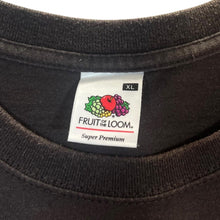 XL
FRUIT OF THE LOOM®
Super Premium